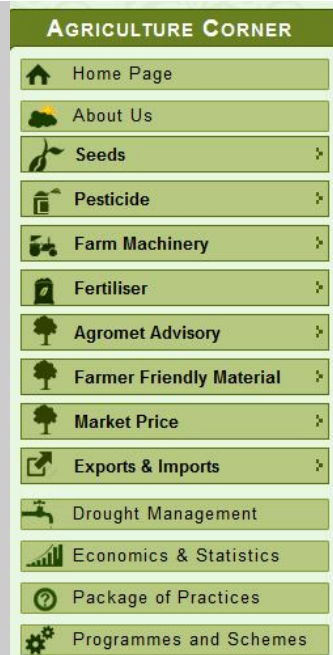 AGRICULTURE CORNER
Home Page
About Us
Seeds
Pesticide
Farm Machinery
Fertiliser
Agromet Advisory
Farmer Friendly Material
Market Price
Exports & Imports
Drought Management
Economics & Statistics
Package of Practices
Programmes and Schemes